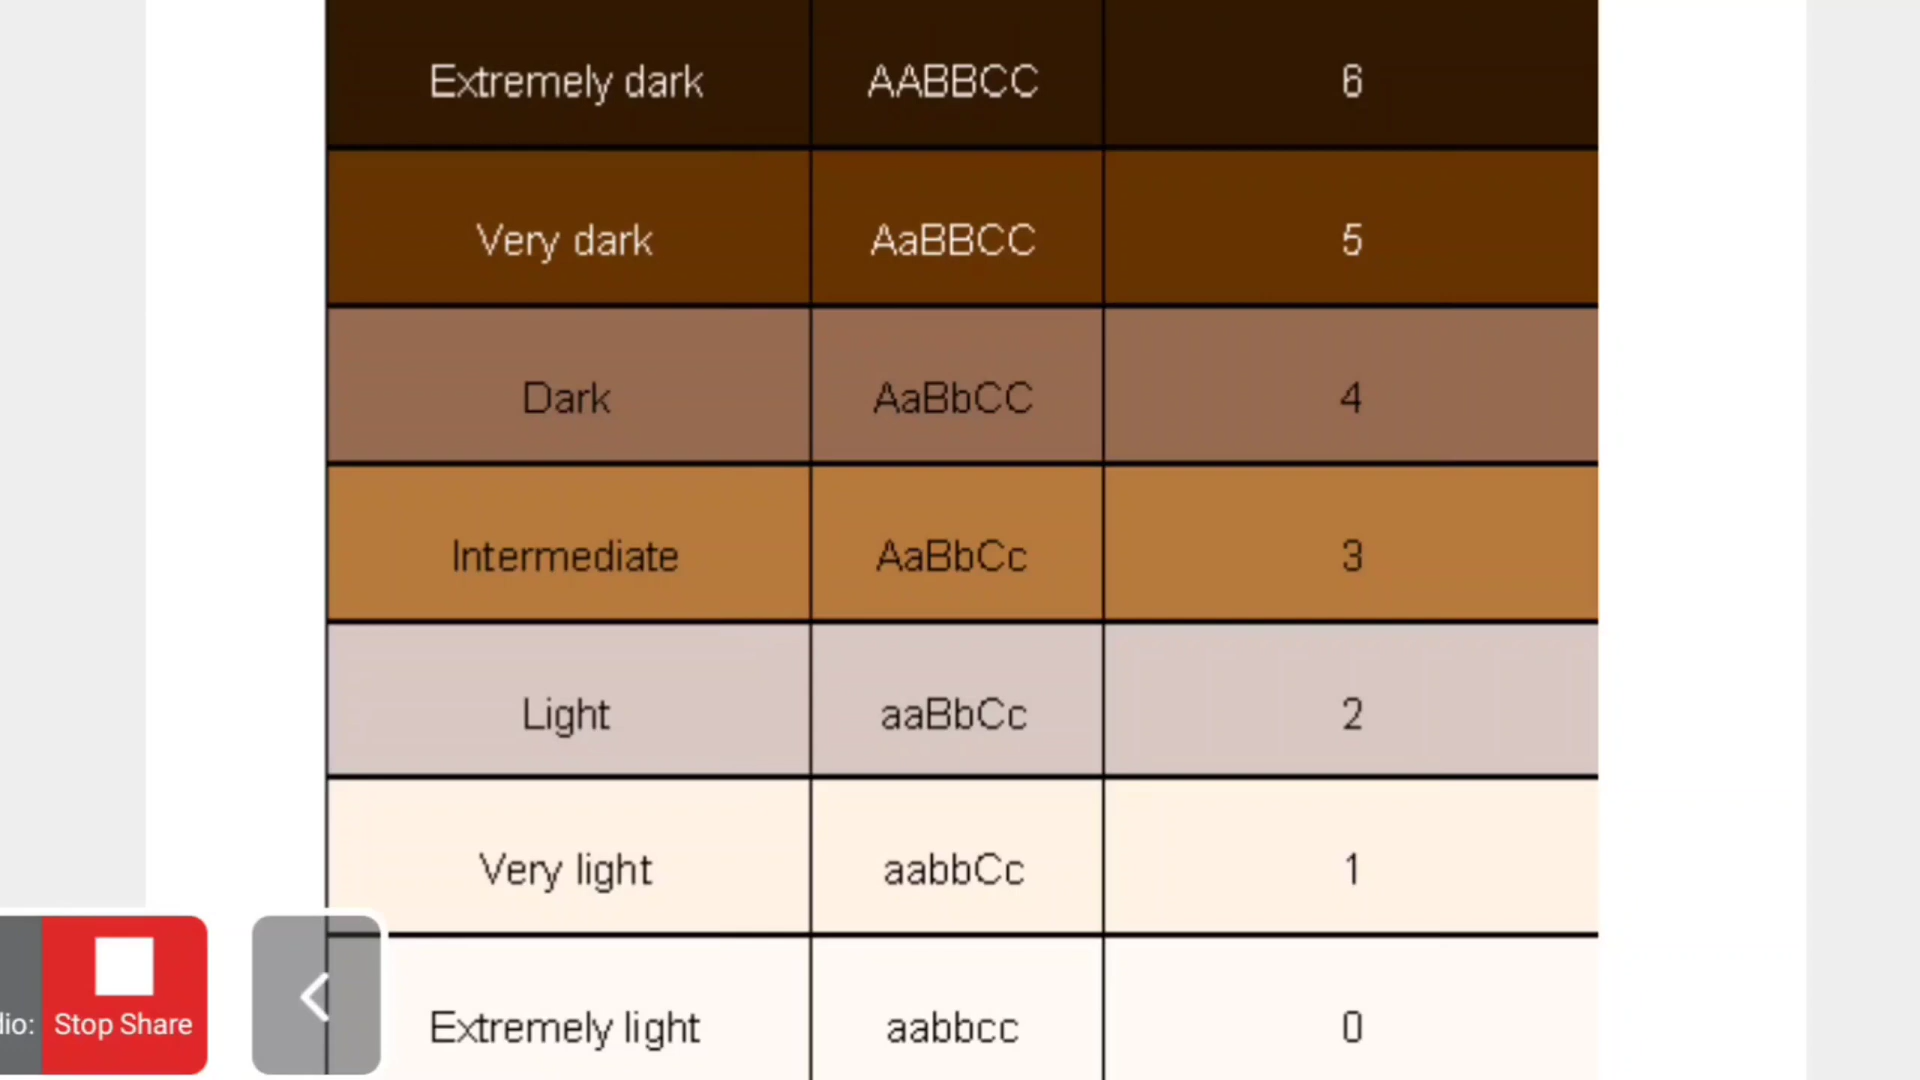 Extremely dark AABBCC 6
Very dark AaBBCC 5
Dark AaBbCC 4
Intermediate AaBbCc 3
Light aaBbCc 2
Very light aabbCc 1
Extremely light aabbcc 0
dio: Stop Share